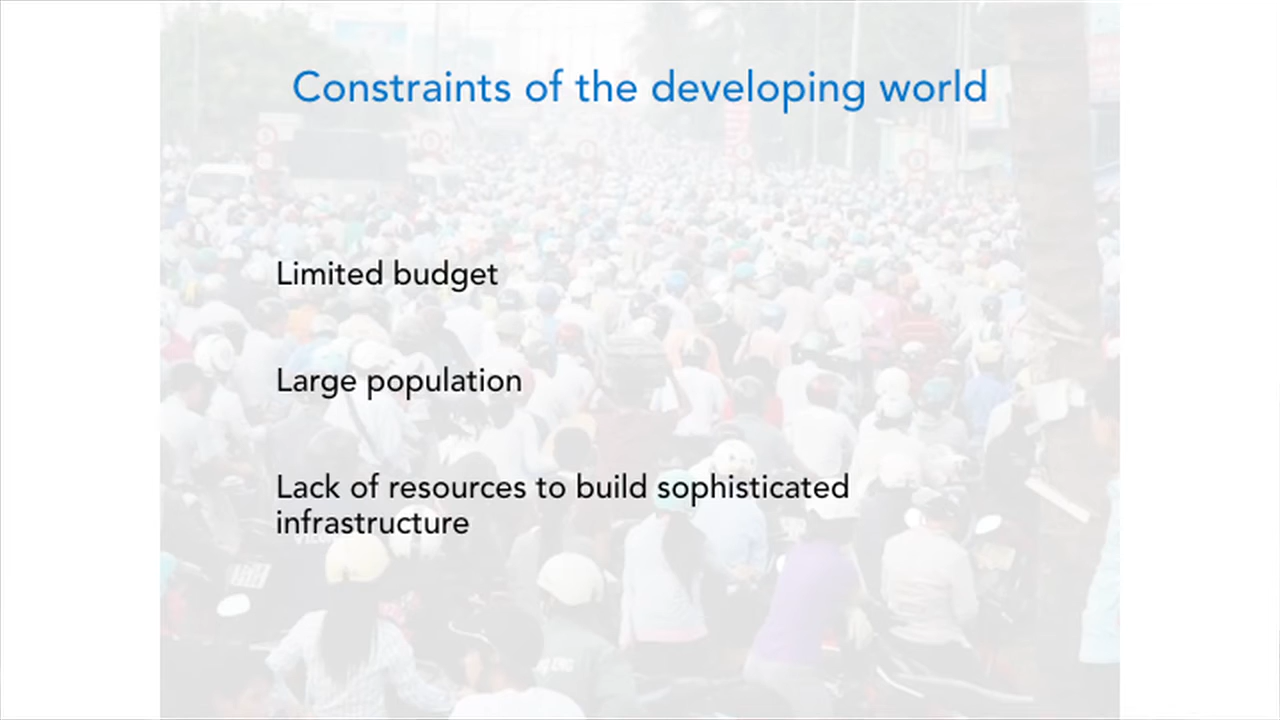 Constraints of the developing world
Limited budget
Large population
Lack of resources to build sophisticated
infrastructure